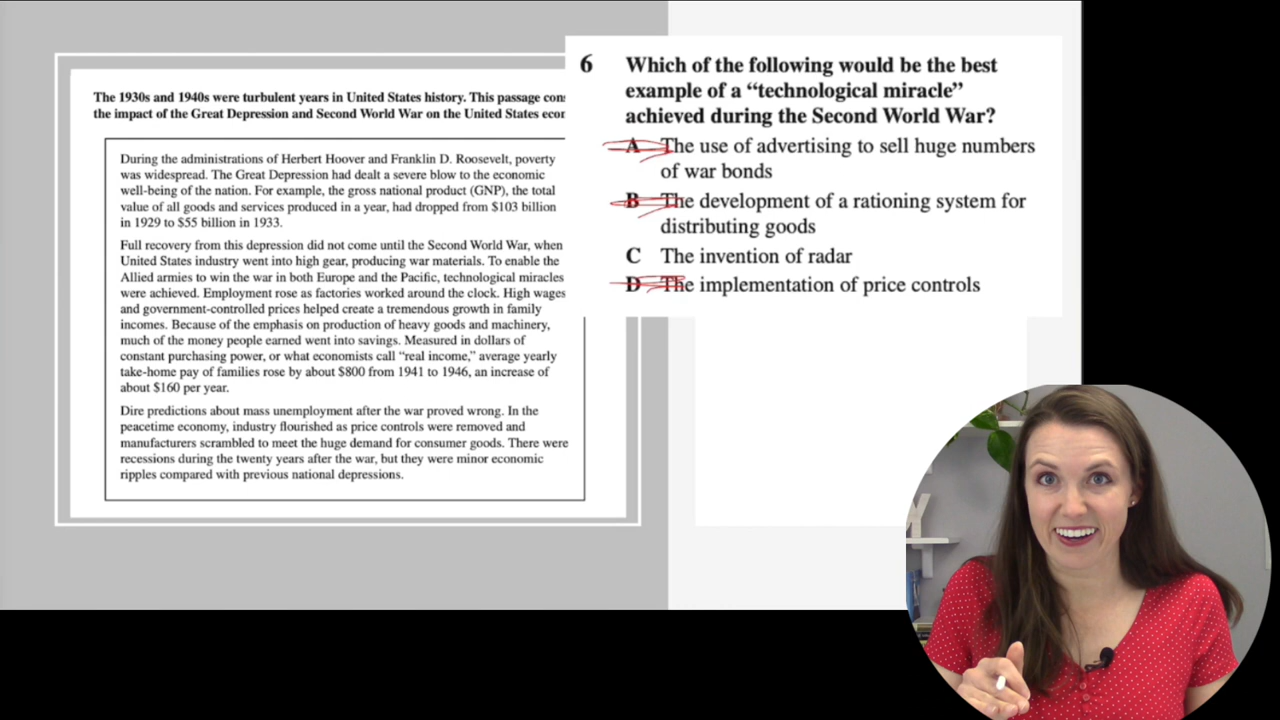 The 1930s and 1940s were turbulent years in United States history. This passage
the impact of the Great Depression and Second World War on the United States
During the administrations of Herbert Hoover and Franklin D. Roosevelt, poverty
was widespread. The Great Depression had dealt a severe blow to the economic
well-being of the nation. For example, the gross national product (GNP), the total
value of all goods and services produced in a year, had dropped from $103 billion
in 1929 to $55 billion in 1933.
Full recovery from this depression did not come until the Second World War, when
United States industry went into high gear, producing war materials. To enable the
Allied armies to win the war in both Europe and the Pacific, technological miracles
were achieved. Employment rose as factories worked around the clock. High wages
and government-controlled prices helped create a tremendous growth in family
incomes. Because of the emphasis on production of heavy goods and machinery,
much of the money people earned went into savings. Measured in dollars of
constant purchasing power, or what economists call “real income,” average yearly
take-home pay of families rose by about $800 from 1941 to 1946, an increase of
about $160 per year.
Dire predictions about mass unemployment after the war proved wrong. In the
peacetime economy, industry flourished as price controls were removed and
manufacturers scrambled to meet the huge demand for consumer goods. There were
recessions during the twenty years after the war, but they were minor economic
ripples compared with previous national depressions.
6 Which of the following would be the best
example of a “technological miracle”
achieved during the Second World War?
A The use of advertising to sell huge numbers
of war bonds
B The development of a rationing system for
distributing goods
C The invention of radar
D The implementation of price controls